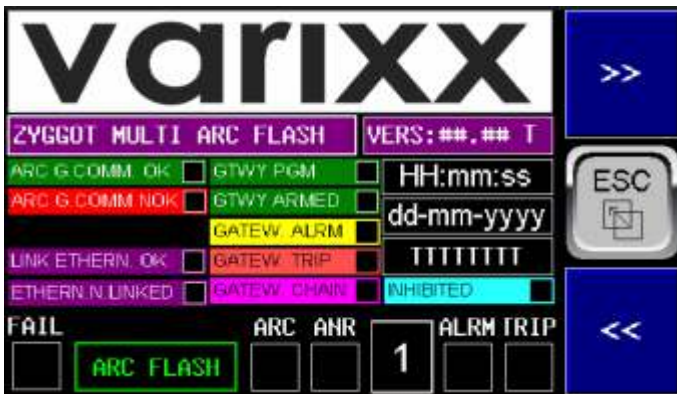 varixx
>>
ZYGGOT MULTI ARC FLASH
VERS:##.## T
ARC G.COMM. OK
GTWY PGM
HH:mm:ss
ESC
ARC G.COMM NOK
GTWY ARMED
dd-mm-yyyy
GATEW. ALRM
LINK ETHERN. OK
GATEW. TRIP
TTTTTTTT
ETHERN.N.LINKED
GATEW. CHAIN
INHIBITED
FAIL
ARC
ANR
ALRM
TRIP
<<
ARC FLASH
1